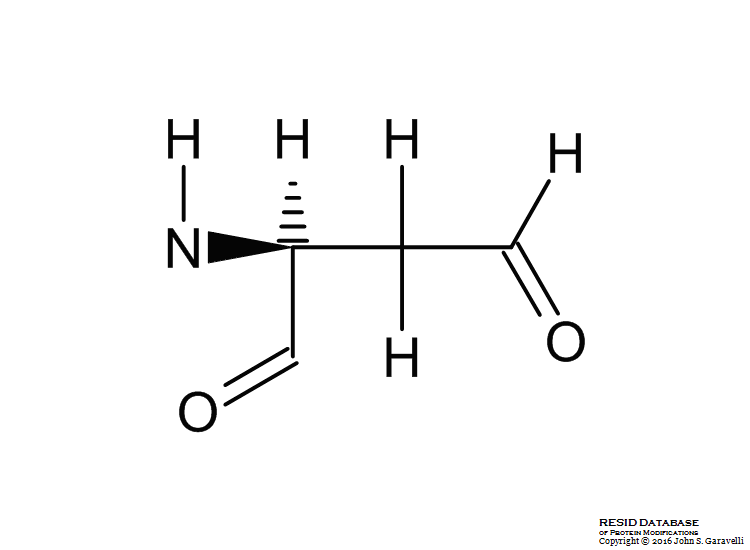 H H H H
N
O
H
O
RESID DATABASE
OF PROTEIN MODIFICATIONS
Copyright © 2016 John S. Garavelli